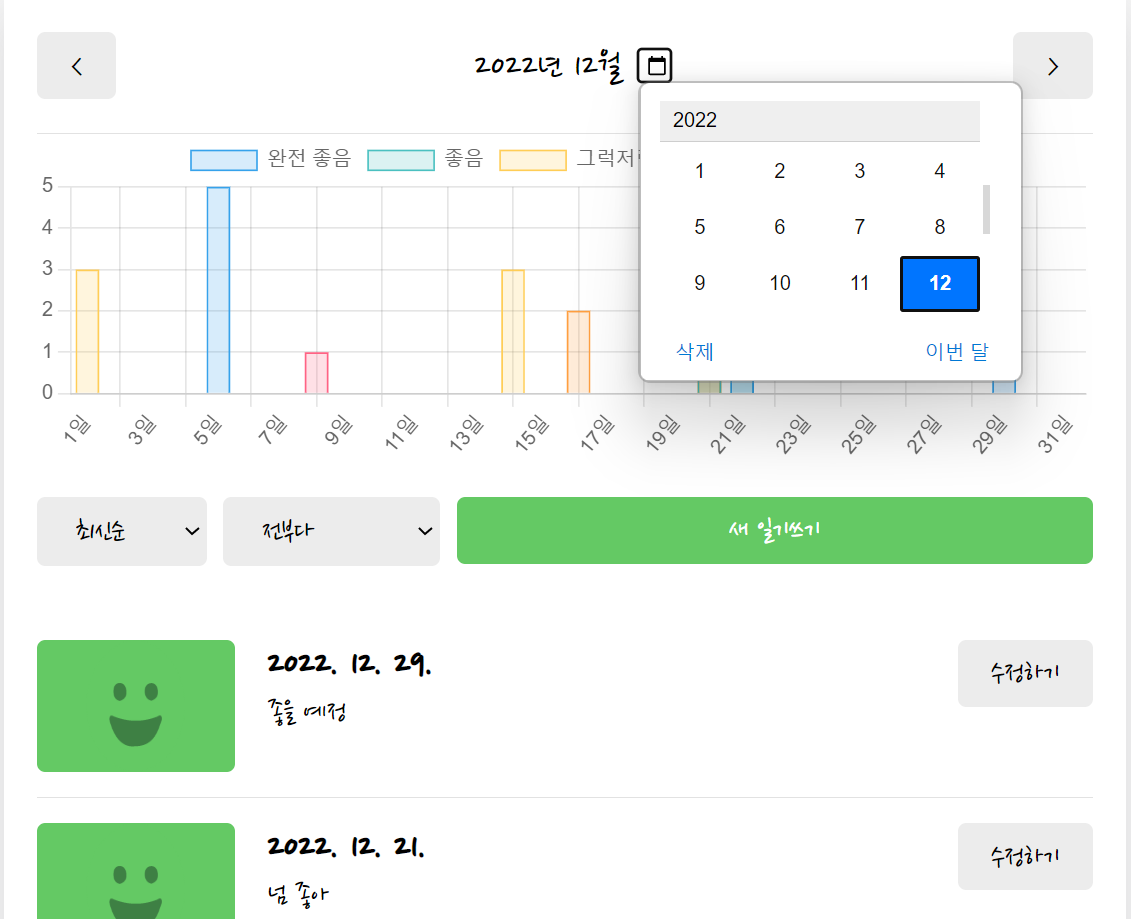 2022년 12월
2022
1 2 3 4
5 6 7 8
9 10 11 12
삭제 이번 달
완전 좋음 좋음 그럭저럭
5
4
3
2
1
0
1일 3일 5일 7일 9일 11일 13일 15일 17일 19일 21일 23일 25일 27일 29일 31일
최신순 전부다 새 일기쓰기
2022. 12. 29.
좋을 예정
수정하기
2022. 12. 21.
넘 좋아
수정하기